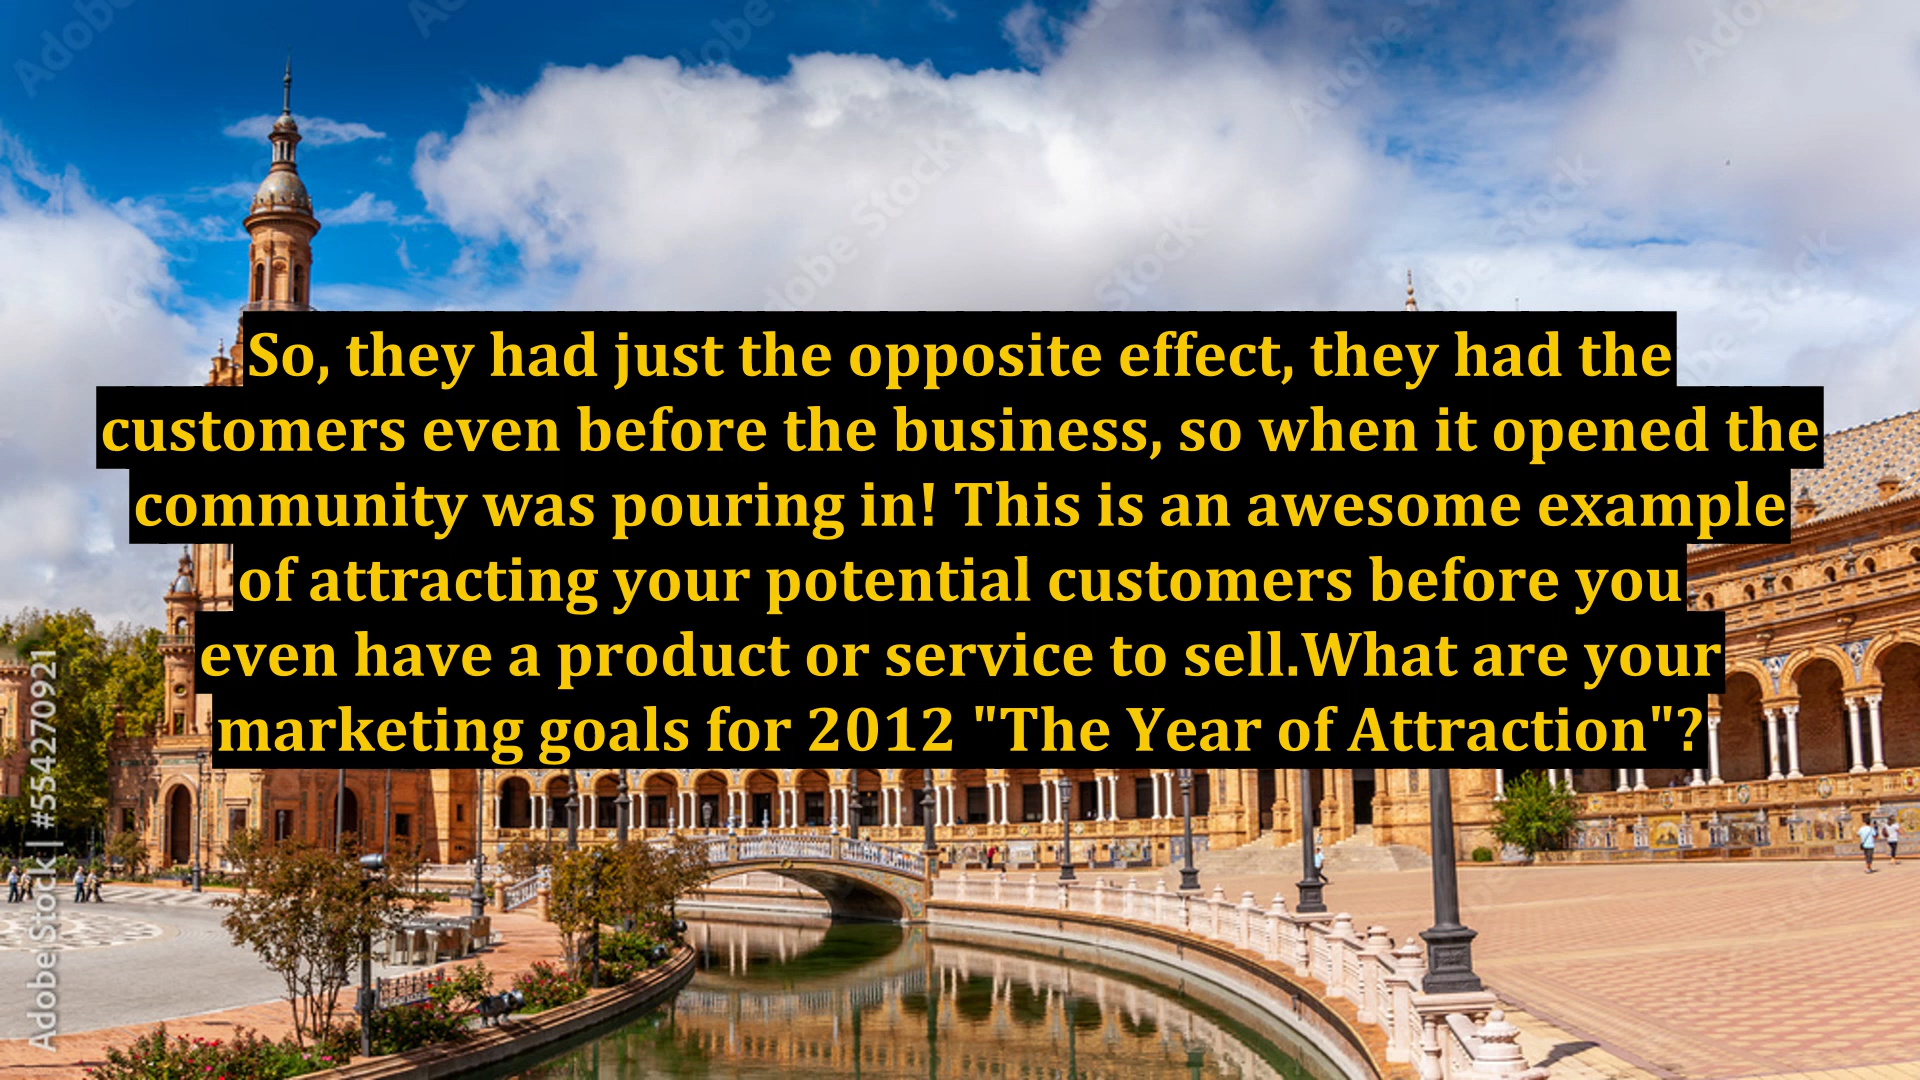 So, they had just the opposite effect, they had the
customers even before the business, so when it opened the
community was pouring in! This is an awesome example
of attracting your potential customers before you
even have a product or service to sell.What are your
marketing goals for 2012 "The Year of Attraction"?
Adobe Stock | #554270921